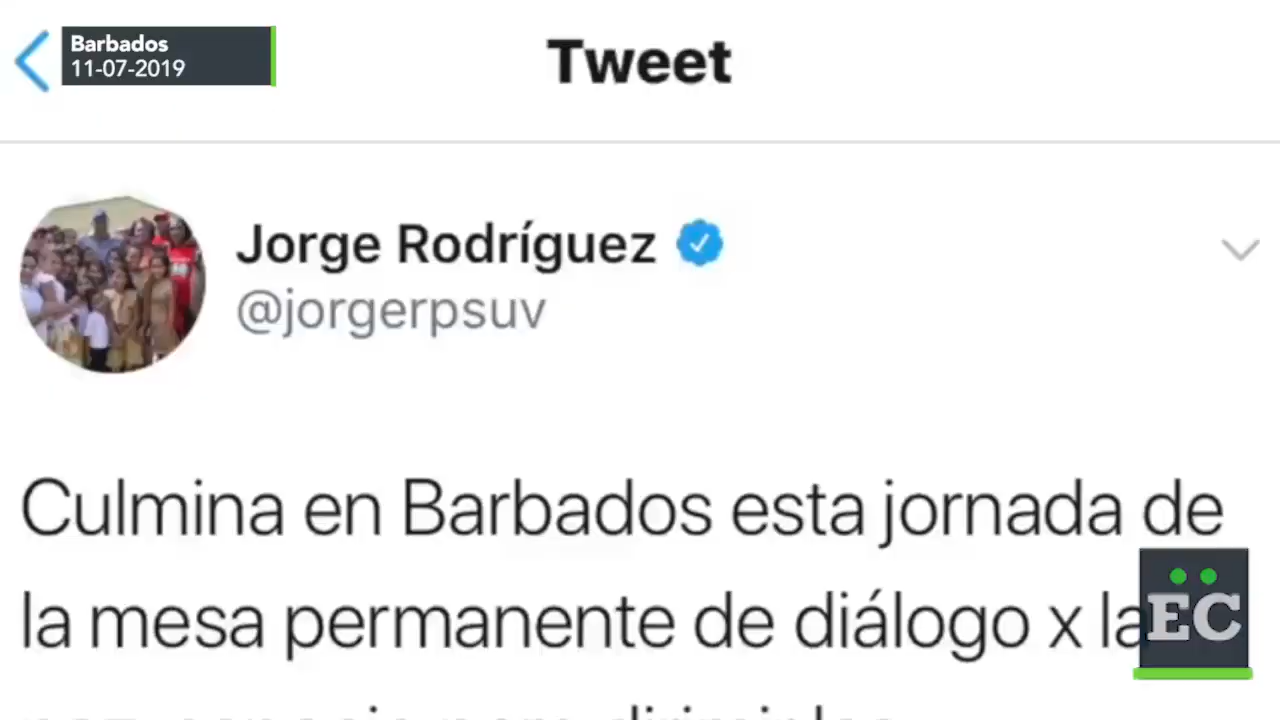 Barbados
11-07-2019
Tweet
Jorge Rodríguez
@jorgerpsuv
Culmina en Barbados esta jornada de
la mesa permanente de diálogo x la
EC